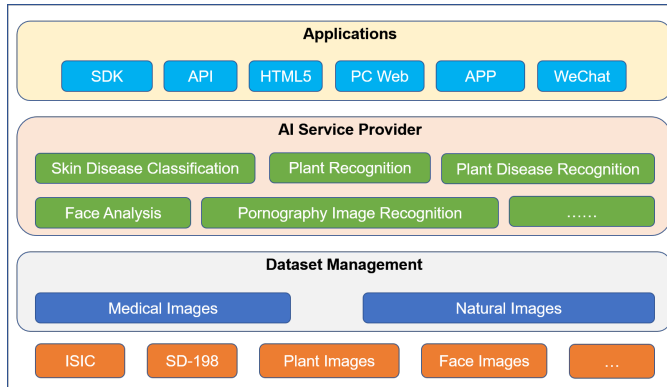 Applications
SDK API HTML5 PC Web APP WeChat
AI Service Provider
Skin Disease Classification Plant Recognition Plant Disease Recognition
Face Analysis Pornography Image Recognition ……
Dataset Management
Medical Images Natural Images
ISIC SD-198 Plant Images Face Images …